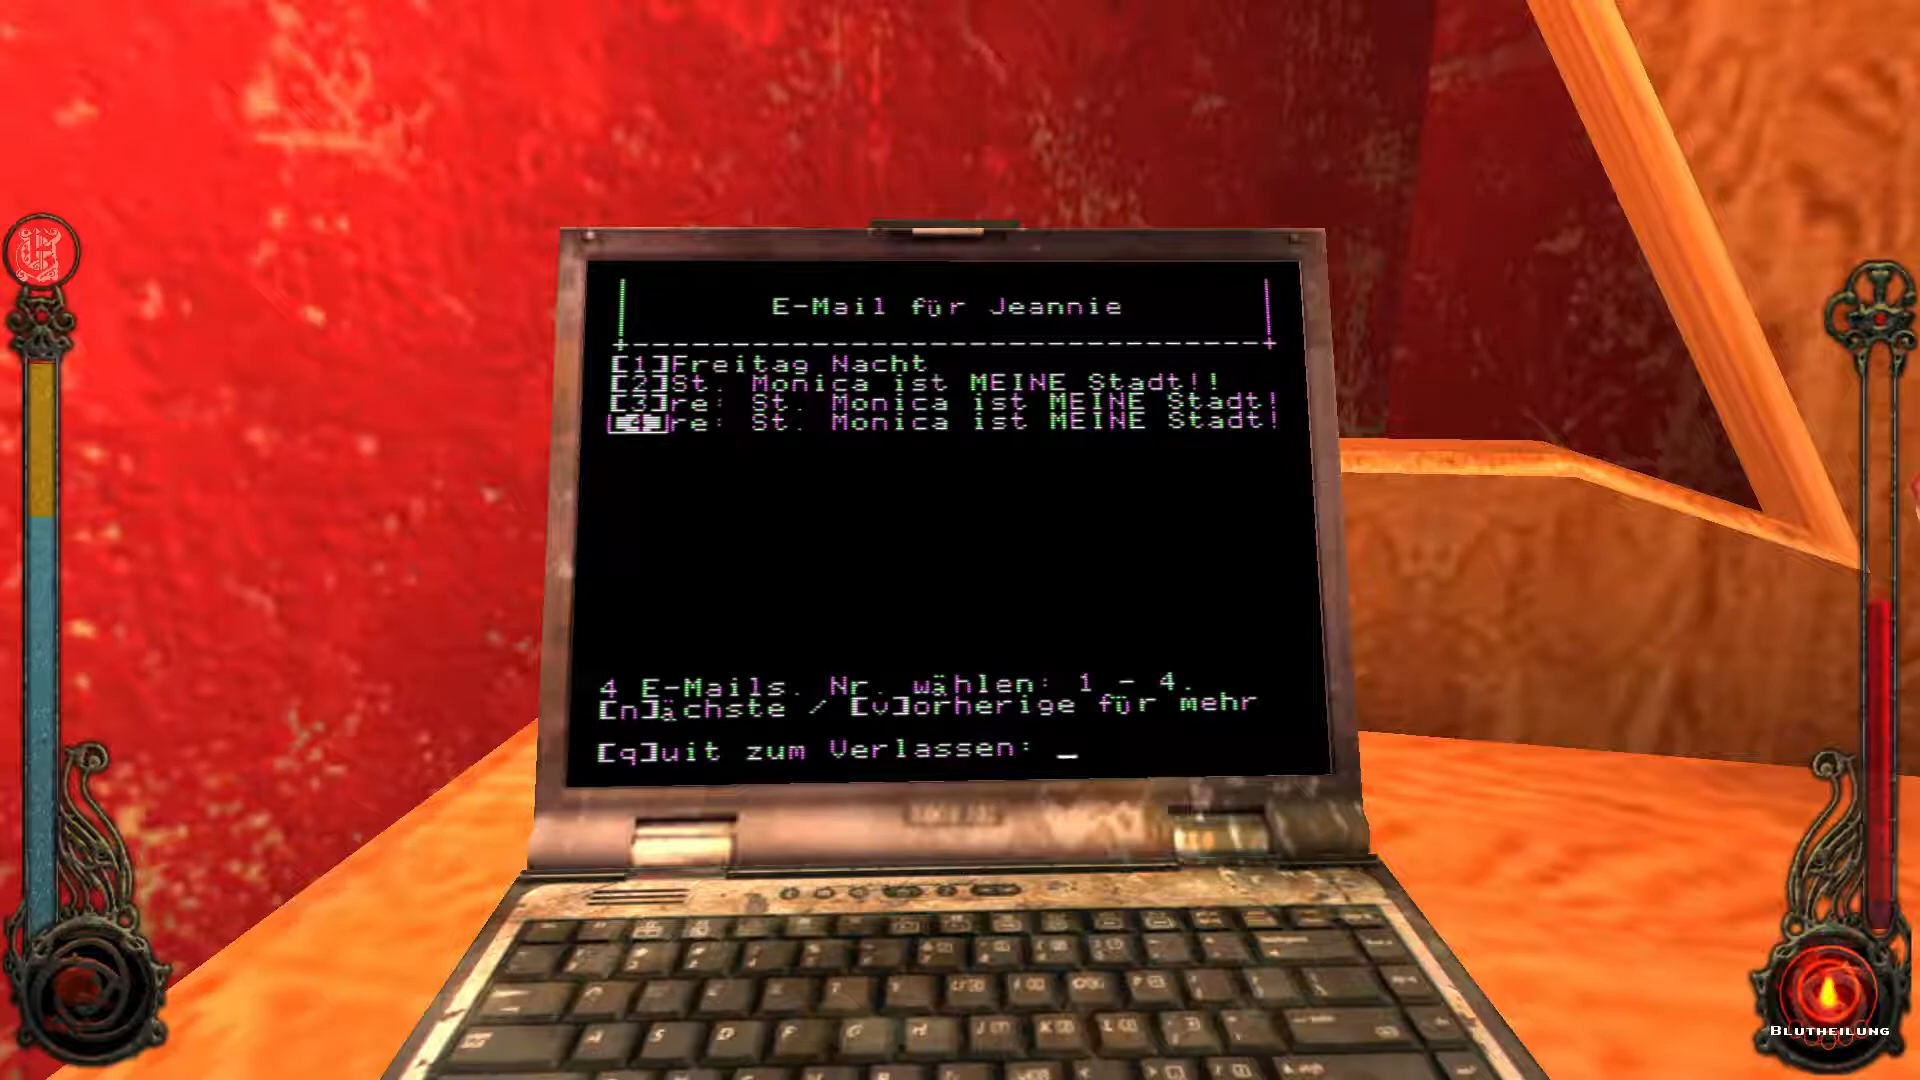 E-Mail für Jeannie
[1]Freitag Nacht
[2]St. Monica ist MEINE Stadt!!
[3]re: St. Monica ist MEINE Stadt!
[4]re: St. Monica ist MEINE Stadt!
4 E-Mails. Nr. wählen: 1 - 4.
[n]ächste / [v]orherige für mehr
[q]uit zum Verlassen: _
BLUTHEILUNG